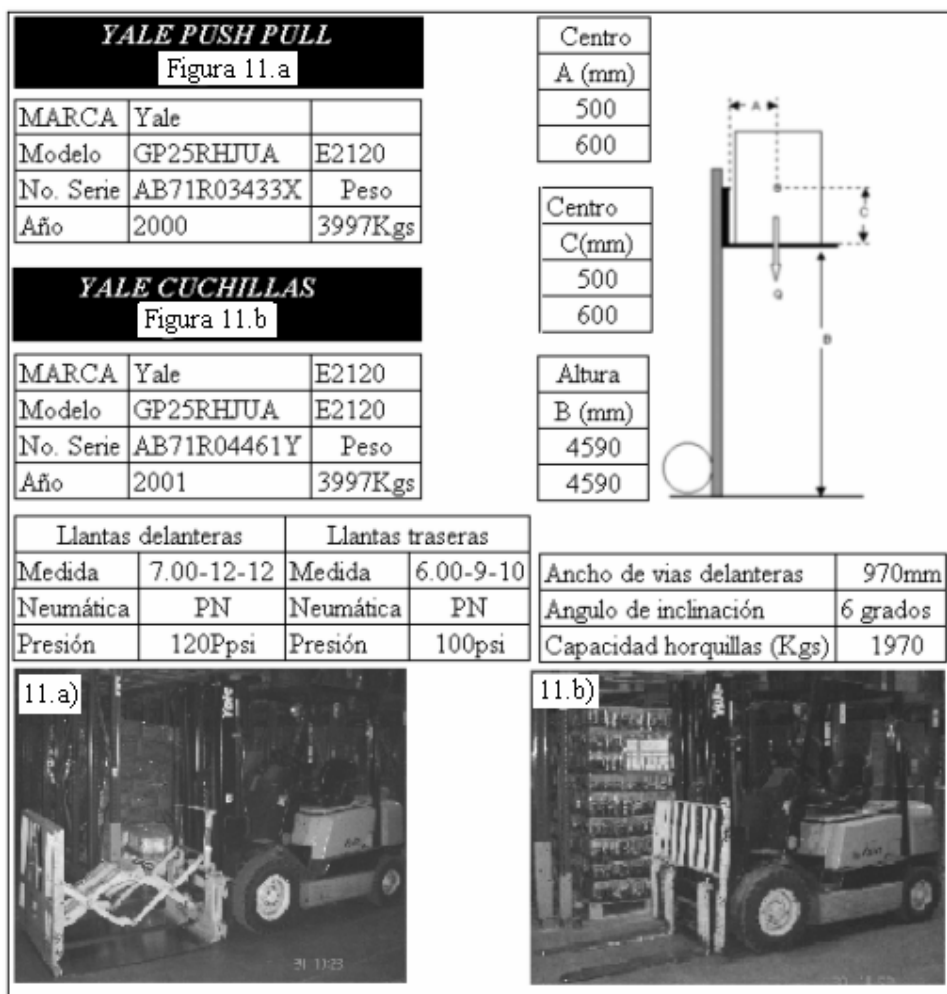 YALE PUSH PULL
Figura 11.a
MARCA Yale
Modelo GP25RHJUA E2120
No. Serie AB71R03433X Peso
Año 2000 3997Kgs
YALE CUCHILLAS
Figura 11.b
MARCA Yale E2120
Modelo GP25RHJUA E2120
No. Serie AB71R04461Y Peso
Año 2001 3997Kgs
Centro
A (mm)
500
600
Centro
C(mm)
500
600
Altura
B (mm)
4590
4590
A
C
Q
B
Llantas delanteras Llantas traseras
Medida 7.00-12-12 Medida 6.00-9-10
Neumática PN Neumática PN
Presión 120Ppsi Presión 100psi
Ancho de vias delanteras 970mm
Angulo de inclinación 6 grados
Capacidad horquillas (Kgs) 1970
11.a)
Yale
11.b)
Yale